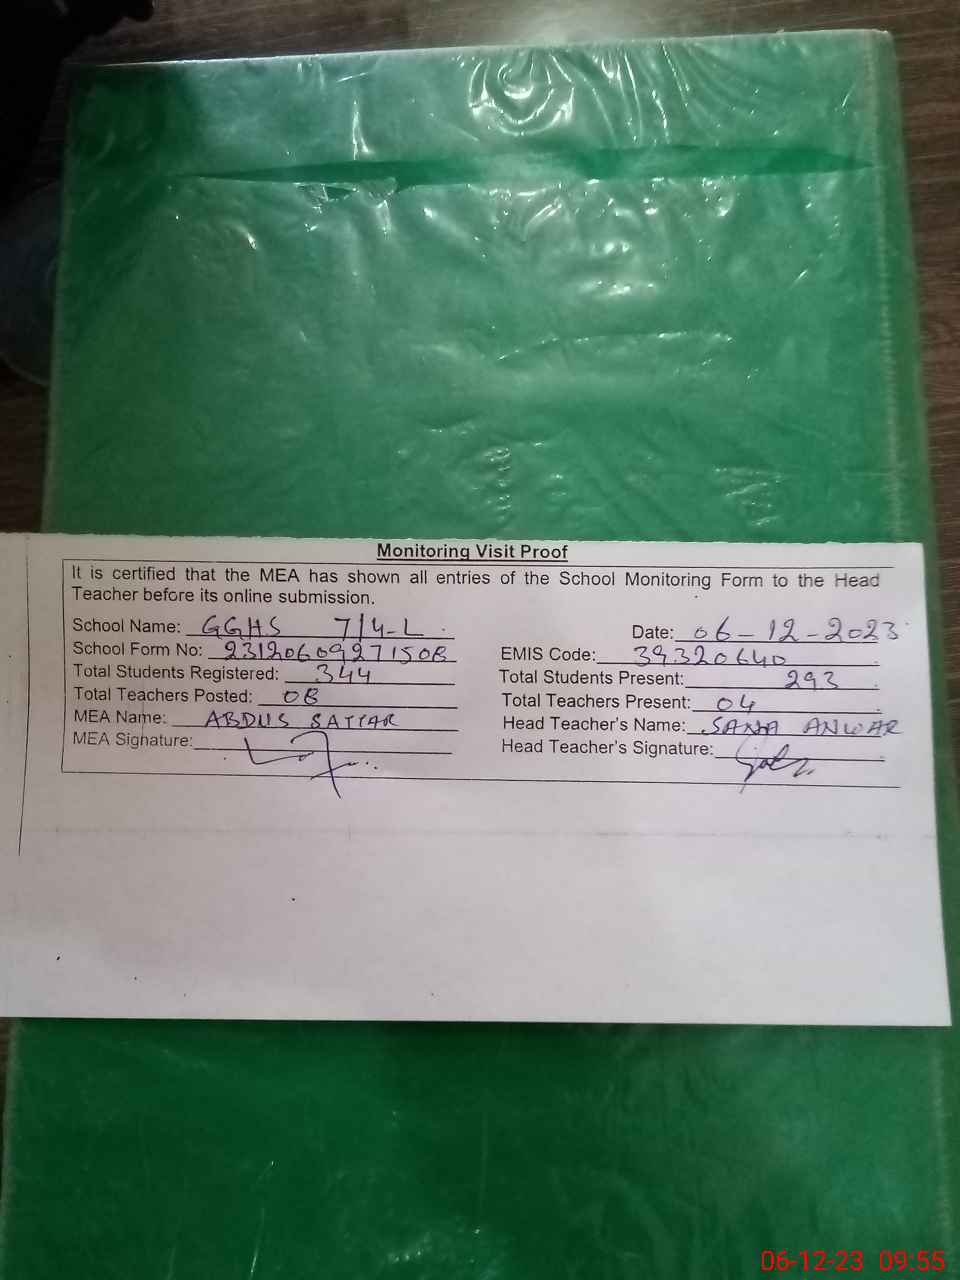 Monitoring Visit Proof
It is certified that the MEA has shown all entries of the School Monitoring Form to the Head
Teacher before its online submission.
School Name: GGHS 7/4-L
Date: 06-12-2023
School Form No: 23120609271508
EMIS Code: 39320640
Total Students Registered: 344
Total Students Present: 293
Total Teachers Posted: 08
Total Teachers Present: 04
MEA Name: ABDUS SATTAR
Head Teacher's Name: SANA ANWAR
MEA Signature:
Head Teacher's Signature:
06-12-23 09:55